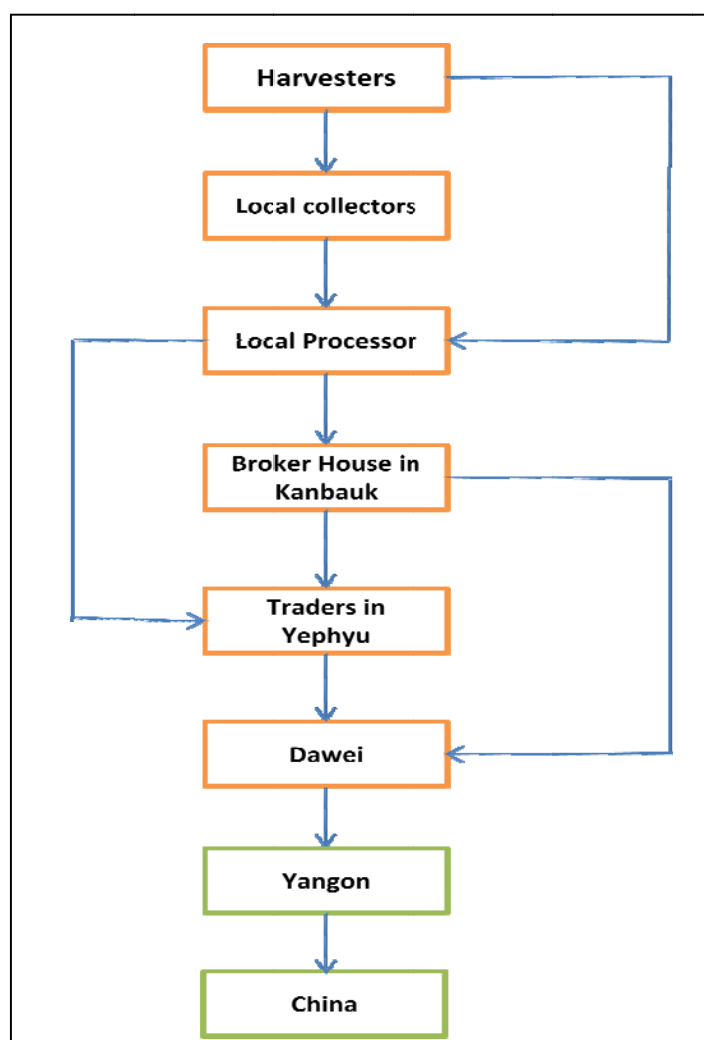 Harvesters
Local collectors
Local Processor
Broker House in
Kanbauk
Traders in
Yephyu
Dawei
Yangon
China